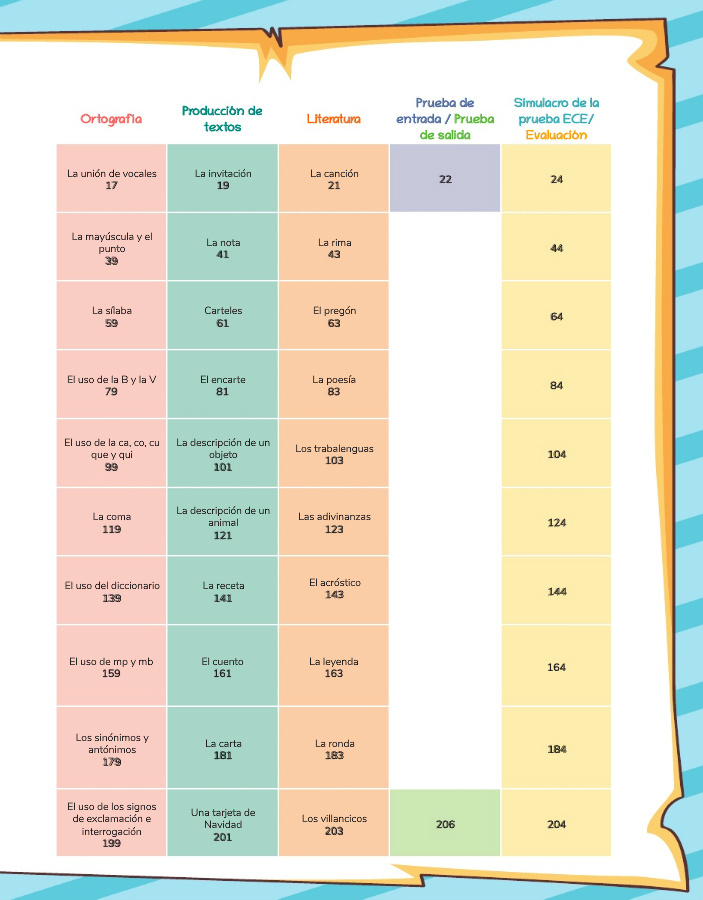 Ortografía
Producción de
textos
Literatura
Prueba de
entrada / Prueba
de salida
Simulacro de la
prueba ECE/
Evaluación
La unión de vocales
17
La invitación
19
La canción
21
22
24
La mayúscula y el
punto
39
La nota
41
La rima
43
44
La sílaba
59
Carteles
61
El pregón
63
64
El uso de la B y la V
79
El encarte
81
La poesía
83
84
El uso de la ca, co, cu
que y qui
99
La descripción de un
objeto
101
Los trabalenguas
103
104
La coma
119
La descripción de un
animal
121
Las adivinanzas
123
124
El uso del diccionario
139
La receta
141
El acróstico
143
144
El uso de mp y mb
159
El cuento
161
La leyenda
163
164
Los sinónimos y
antónimos
179
La carta
181
La ronda
183
184
El uso de los signos
de exclamación e
interrogación
199
Una tarjeta de
Navidad
201
Los villancicos
203
206
204